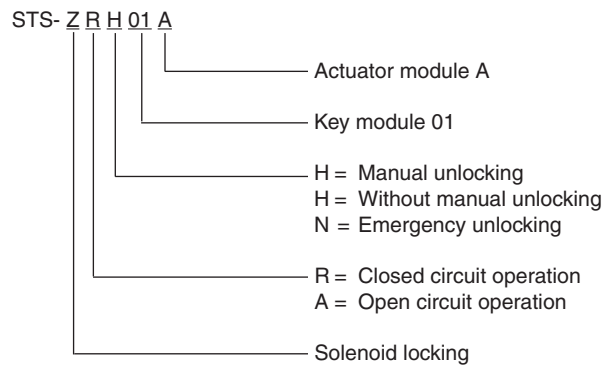 STS- Z R H 01 A
Actuator module A
Key module 01
H = Manual unlocking
H = Without manual unlocking
N = Emergency unlocking
R = Closed circuit operation
A = Open circuit operation
Solenoid locking